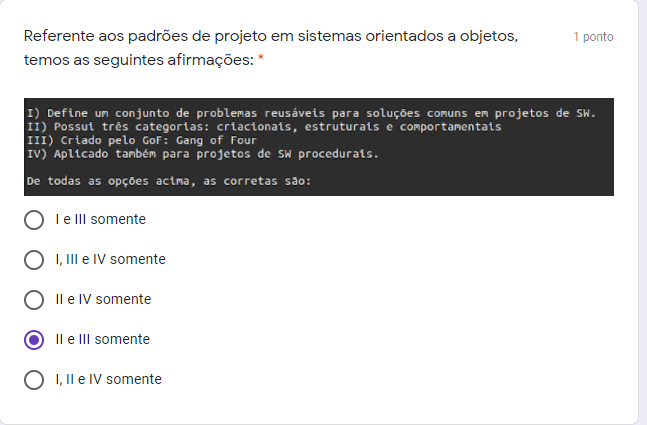 Referente aos padrões de projeto em sistemas orientados a objetos,
1 ponto
temos as seguintes afirmações: *
I) Define um conjunto de problemas reusáveis para soluções comuns em projetos de SW.
II) Possui três categorias: criacionais, estruturais e comportamentais
III) Criado pelo GoF: Gang of Four
IV) Aplicado também para projetos de SW procedurais.
De todas as opções acima, as corretas são:
I e III somente
I, III e IV somente
II e IV somente
II e III somente
I, II e IV somente